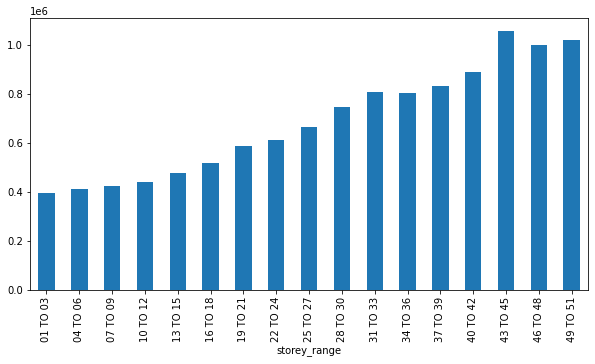 1e6
1.0
0.8
0.6
0.4
0.2
0.0
01 TO 03
04 TO 06
07 TO 09
10 TO 12
13 TO 15
16 TO 18
19 TO 21
22 TO 24
25 TO 27
28 TO 30
31 TO 33
34 TO 36
37 TO 39
40 TO 42
43 TO 45
46 TO 48
49 TO 51
storey_range